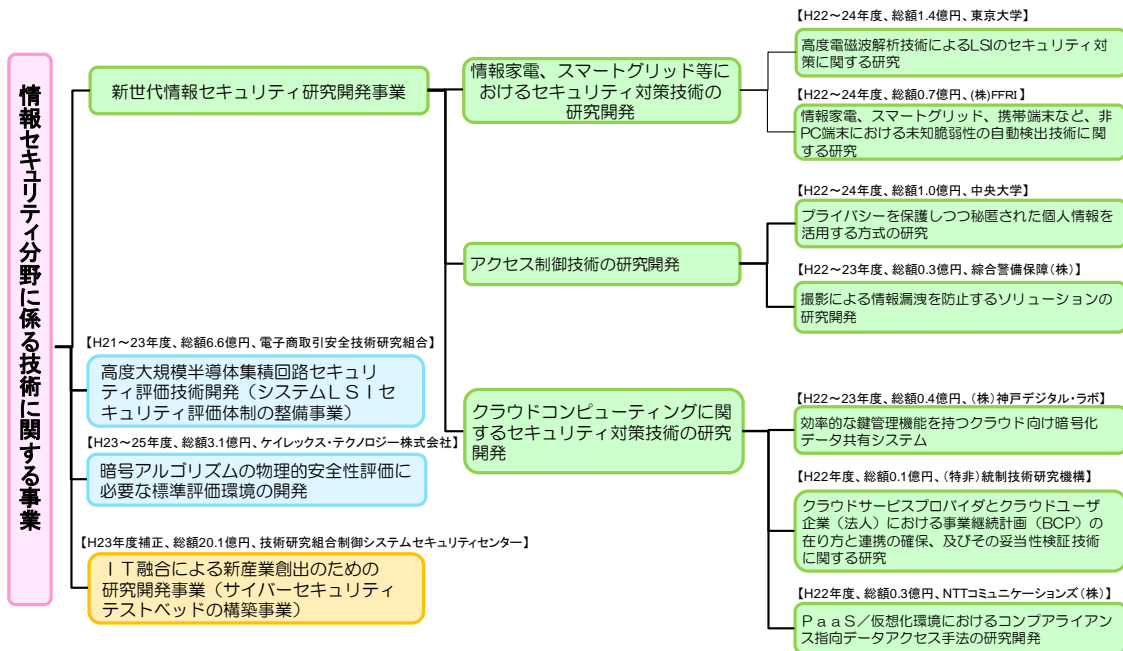 情報セキュリティ分野に係る技術に関する事業
新世代情報セキュリティ研究開発事業
【H21～23年度、総額6.6億円、電子商取引安全技術研究組合】
高度大規模半導体集積回路セキュリ
ティ評価技術開発（システムＬＳＩセ
キュリティ評価体制の整備事業）
【H23～25年度、総額3.1億円、ケイレックス・テクノロジー株式会社】
暗号アルゴリズムの物理的安全性評価に
必要な標準評価環境の開発
【H23年度補正、総額20.1億円、技術研究組合制御システムセキュリティセンター】
ＩＴ融合による新産業創出のための
研究開発事業（サイバーセキュリティ
テストベッドの構築事業）
情報家電、スマートグリッド等に
おけるセキュリティ対策技術の
研究開発
アクセス制御技術の研究開発
クラウドコンピューティングに関
するセキュリティ対策技術の研究
開発
【H22～24年度、総額1.4億円、東京大学】
高度電磁波解析技術によるLSIのセキュリティ対
策に関する研究
【H22～24年度、総額0.7億円、(株)FFRI】
情報家電、スマートグリッド、携帯端末など、非
PC端末における未知脆弱性の自動検出技術に関
する研究
【H22～24年度、総額1.0億円、中央大学】
プライバシーを保護しつつ秘匿された個人情報を
活用する方式の研究
【H22～23年度、総額0.3億円、綜合警備保障(株)】
撮影による情報漏洩を防止するソリューションの
研究開発
【H22～23年度、総額0.4億円、(株)神戸デジタル・ラボ】
効率的な鍵管理機能を持つクラウド向け暗号化
データ共有システム
【H22年度、総額0.1億円、(特非)統制技術研究機構】
クラウドサービスプロバイダとクラウドユーザ
企業（法人）における事業継続計画（BCP）の
在り方と連携の確保、及びその妥当性検証技術
に関する研究
【H22年度、総額0.3億円、NTTコミュニケーションズ(株)】
ＰａａＳ／仮想化環境におけるコンプアライアン
ス指向データアクセス手法の研究開発